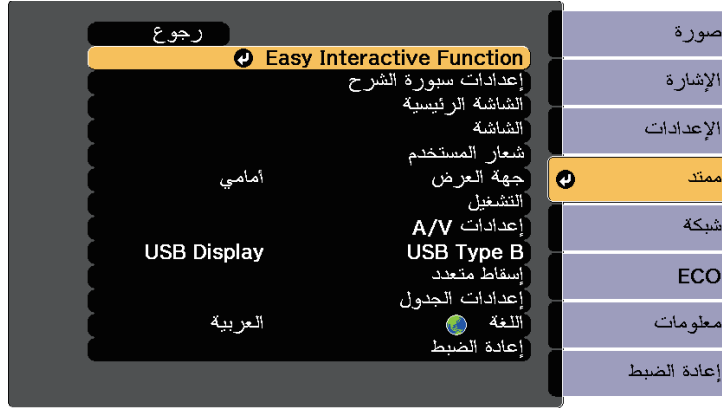 صورة
الإشارة
الإعدادات
ممتد
شبكة
ECO
معلومات
إعادة الضبط
رجوع
Easy Interactive Function
إعدادات سبورة الشرح
الشاشة الرئيسية
الشاشة
شعار المستخدم
جهة العرض أمامي
التشغيل
إعدادات A/V
USB Type B USB Display
إسقاط متعدد
إعدادات الجدول
اللغة العربية
إعادة الضبط